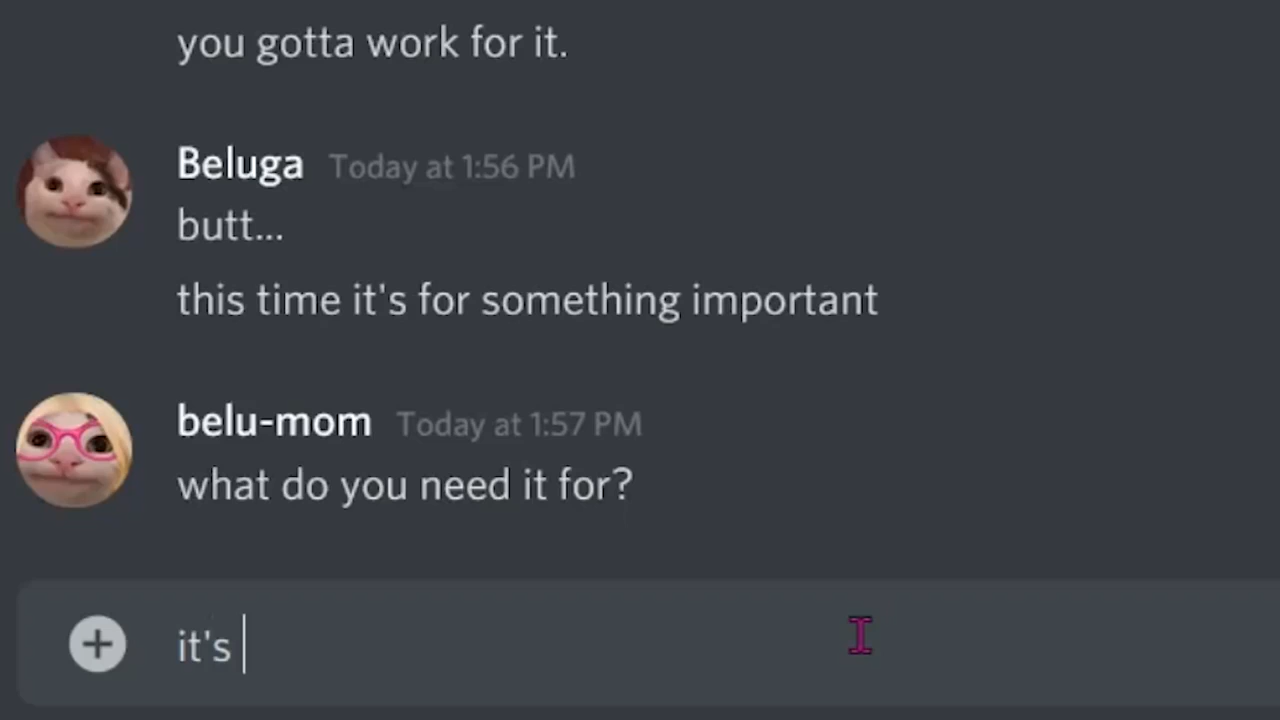 you gotta work for it.
Beluga Today at 1:56 PM
butt...
this time it's for something important
belu-mom Today at 1:57 PM
what do you need it for?
it's